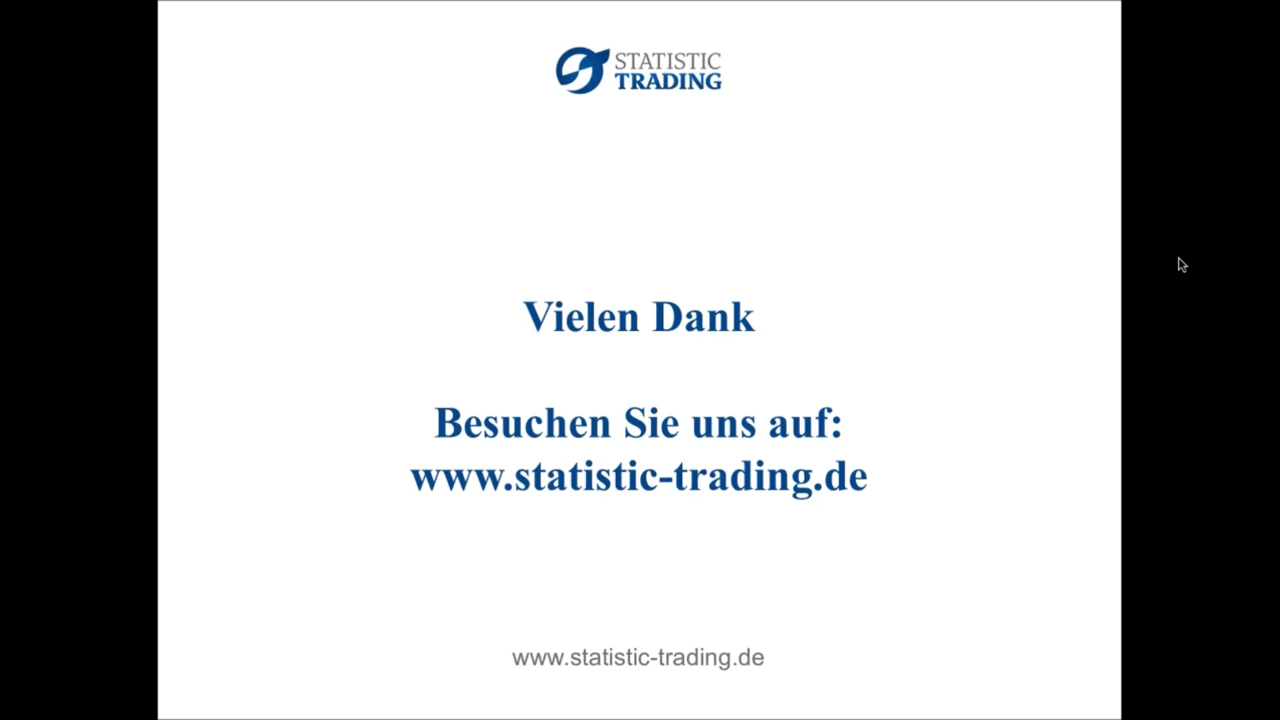 STATISTIC
TRADING
Vielen Dank
Besuchen Sie uns auf:
www.statistic-trading.de
www.statistic-trading.de